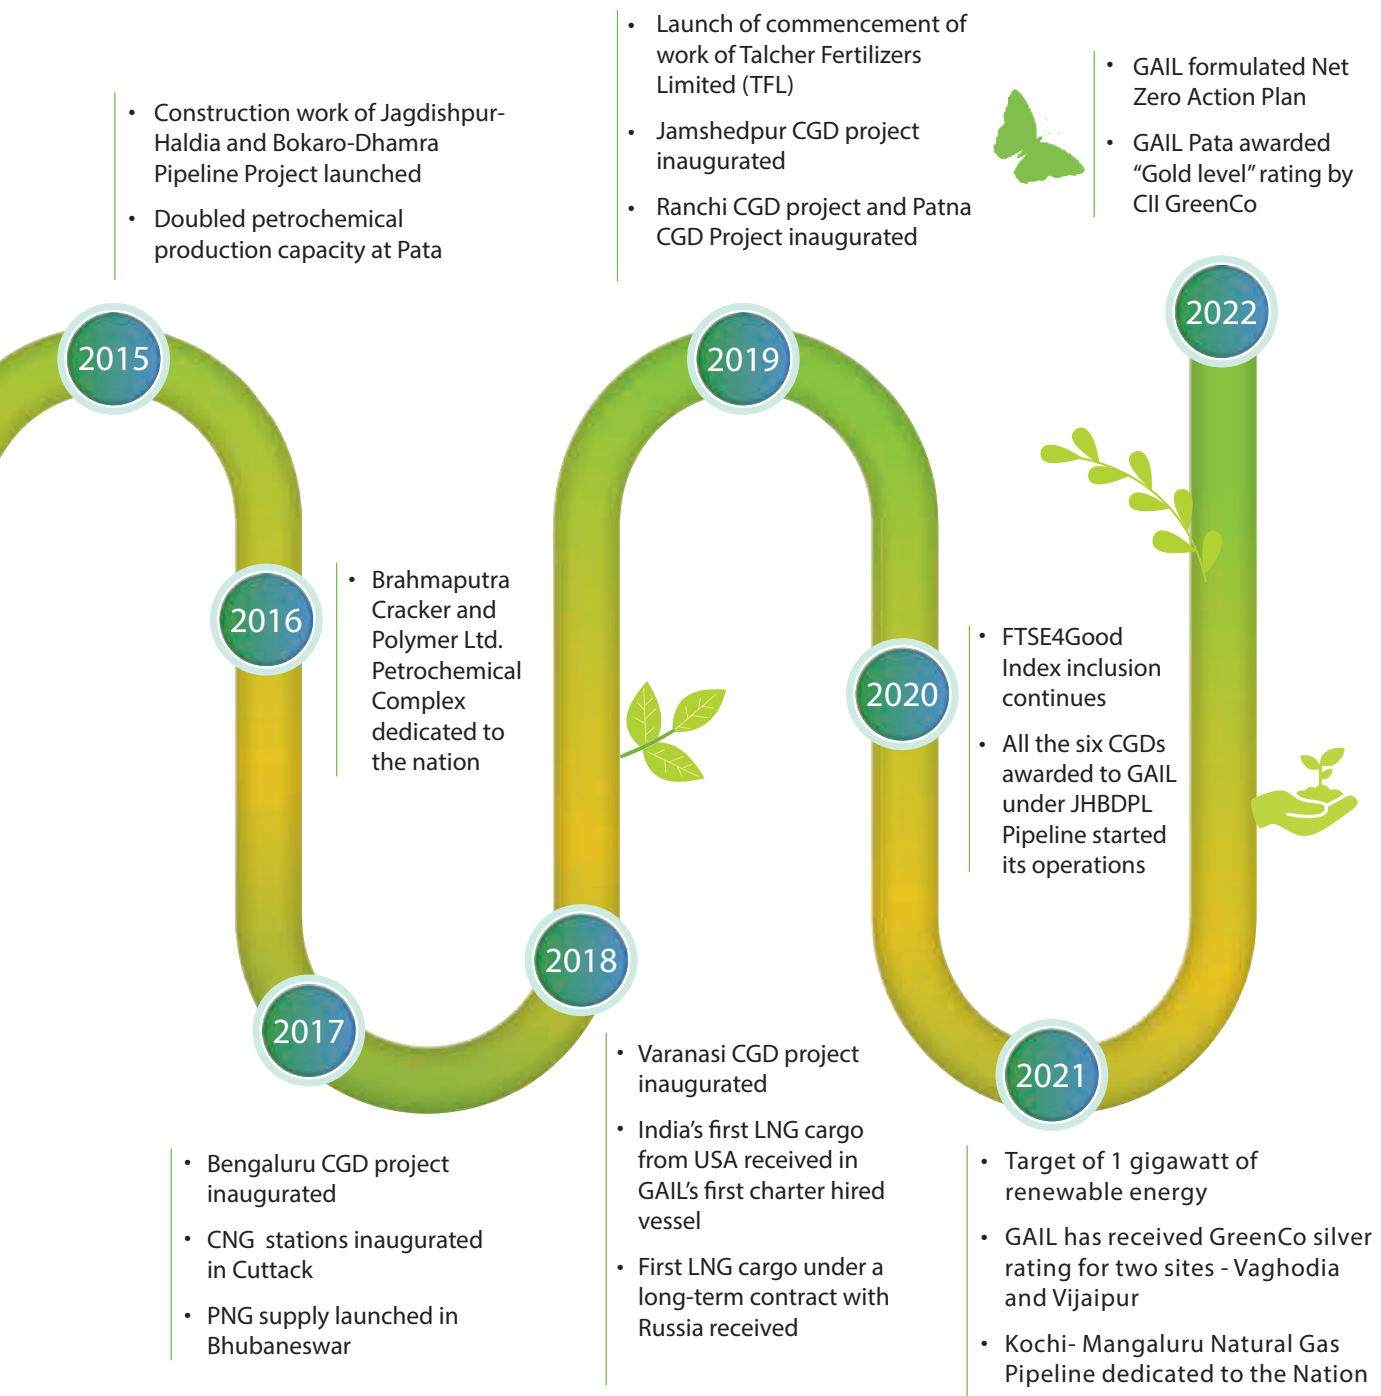 2015
• Construction work of Jagdishpur-
Haldia and Bokaro-Dhamra
Pipeline Project launched
• Doubled petrochemical
production capacity at Pata
2016
• Brahmaputra
Cracker and
Polymer Ltd.
Petrochemical
Complex
dedicated to
the nation
2017
• Bengaluru CGD project
inaugurated
• CNG stations inaugurated
in Cuttack
• PNG supply launched in
Bhubaneswar
2018
• Varanasi CGD project
inaugurated
• India’s first LNG cargo
from USA received in
GAIL’s first charter hired
vessel
• First LNG cargo under a
long-term contract with
Russia received
2019
• Launch of commencement of
work of Talcher Fertilizers
Limited (TFL)
• Jamshedpur CGD project
inaugurated
• Ranchi CGD project and Patna
CGD Project inaugurated
2020
• FTSE4Good
Index inclusion
continues
• All the six CGDs
awarded to GAIL
under JHBDPL
Pipeline started
its operations
2021
• Target of 1 gigawatt of
renewable energy
• GAIL has received GreenCo silver
rating for two sites - Vaghodia
and Vijaipur
• Kochi- Mangaluru Natural Gas
Pipeline dedicated to the Nation
2022
• GAIL formulated Net
Zero Action Plan
• GAIL Pata awarded
“Gold level” rating by
CII GreenCo